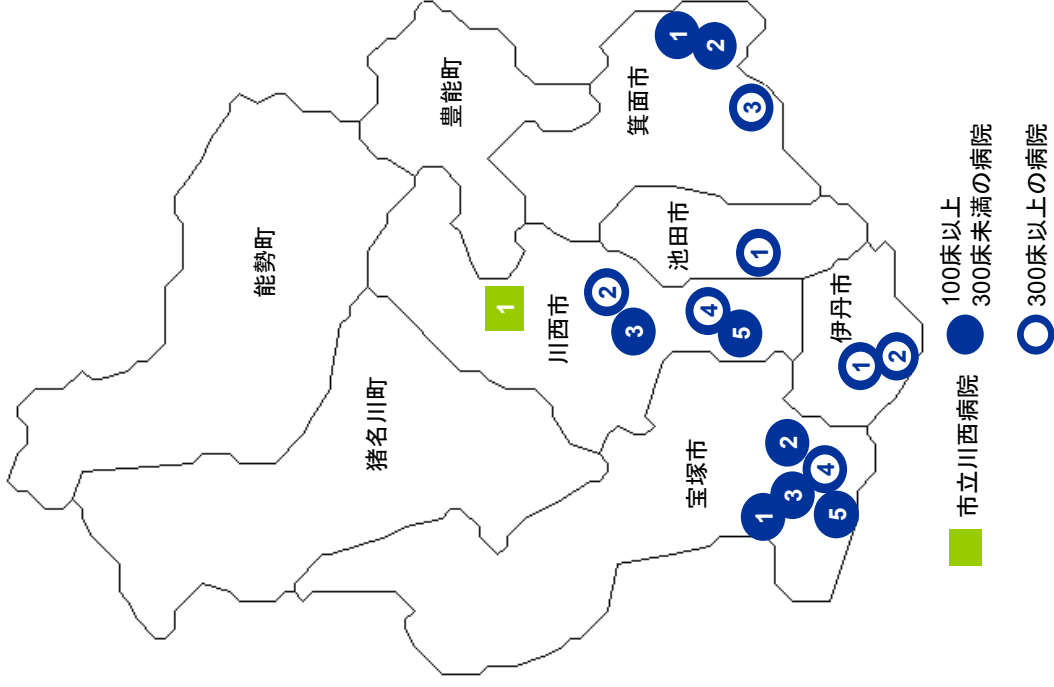 能勢町
豊能町
猪名川町
川西市
1
2
3
4
5
箕面市
1
2
3
池田市
1
伊丹市
1
2
宝塚市
1
2
3
4
5
市立川西病院
100床以上
300床未満の病院
300床以上の病院